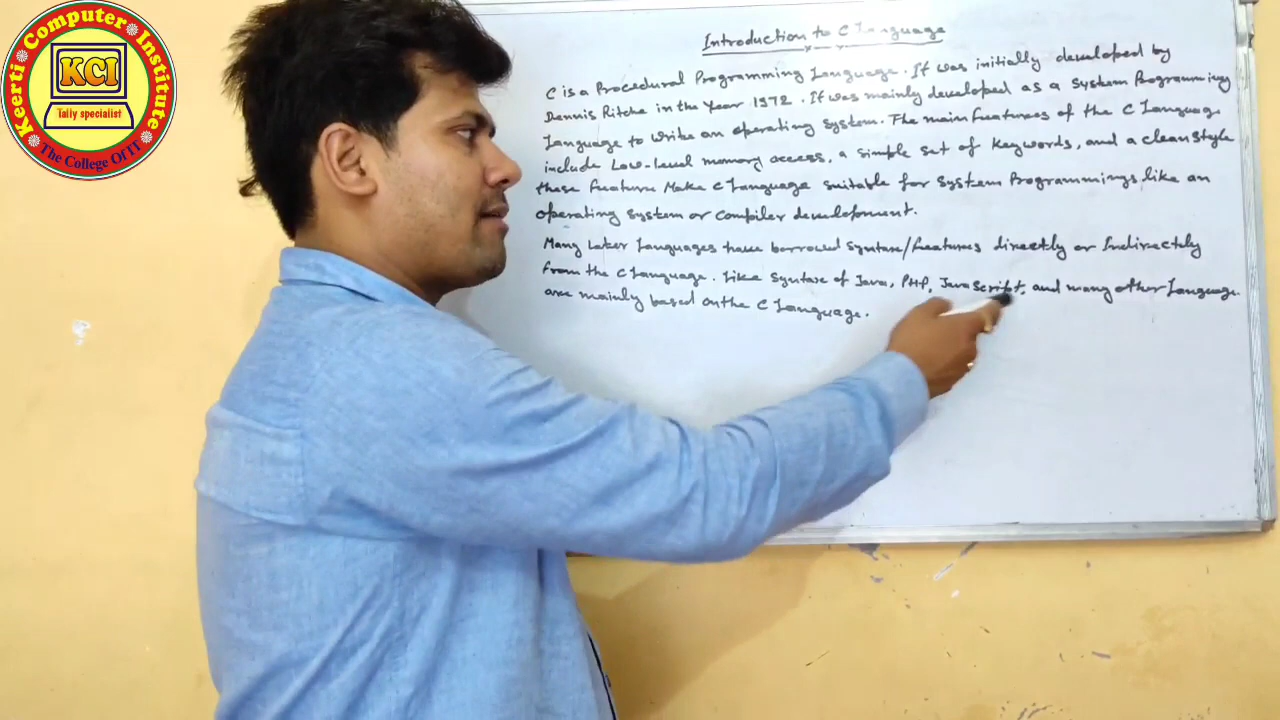 Keerti Computer Institute
KCI
Tally specialist
The College Of IT
Introduction to C Language
C is a Procedural Programming Language. It was initially developed by
Dennis Ritche in the Year 1972. It was mainly developed as a System Programming
Language to write an operating system. The main features of the C Language
include Low-level memory access, a simple set of keywords, and a clean style
these feature make C Language suitable for system Programmings like an
operating system or compiler development.
Many later languages have borrowed syntax/features directly or Indirectly
from the C Language. Like syntax of Java, PHP, JavaScript, and many other Language
are mainly based on the C Language.